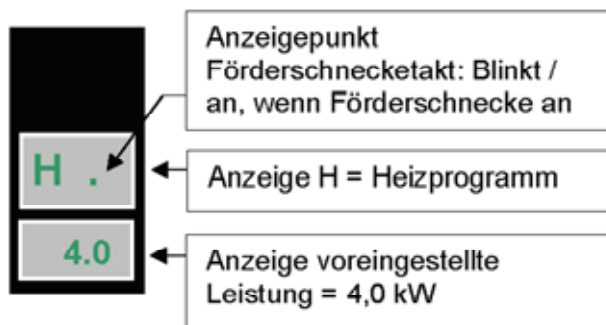 Anzeigepunkt
Förderschnecketakt: Blinkt /
an, wenn Förderschnecke an
H .
Anzeige H = Heizprogramm
4.0
Anzeige voreingestellte
Leistung = 4,0 kW